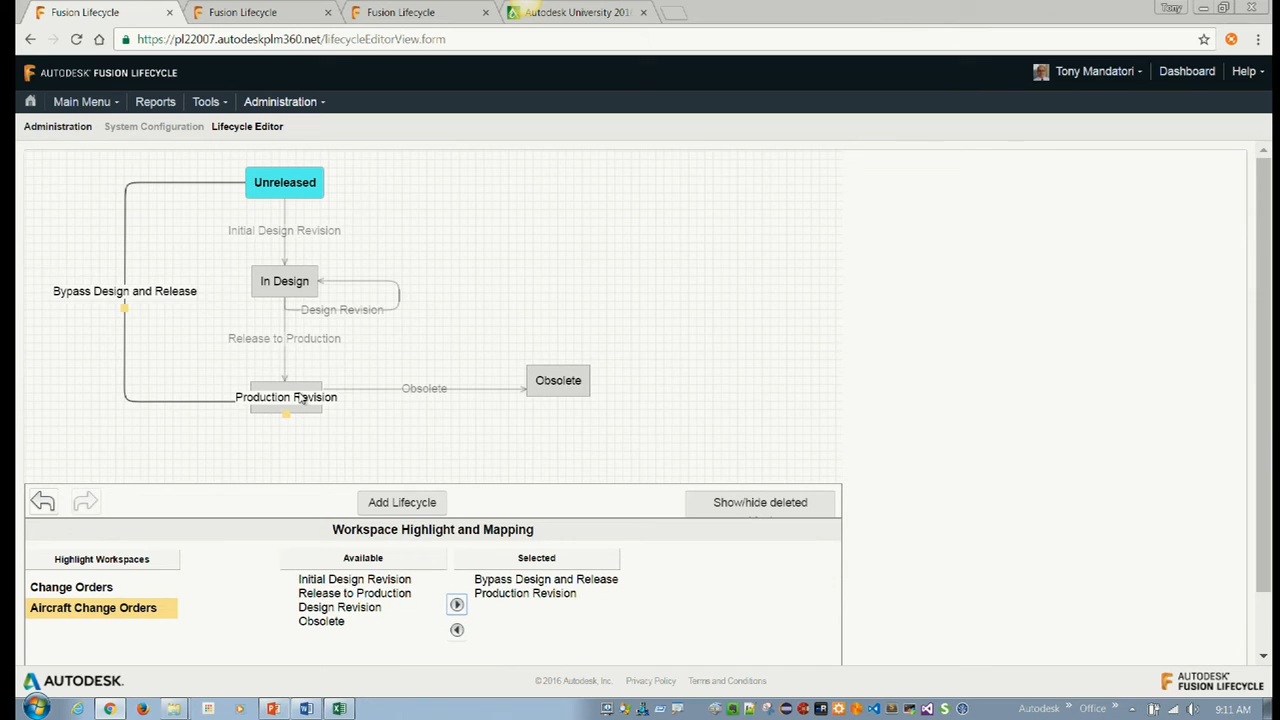 Fusion Lifecycle
Fusion Lifecycle
Fusion Lifecycle
Autodesk University 201
Tony
https://pl22007.autodeskplm360.net/lifecycleEditorView.form
AUTODESK® FUSION LIFECYCLE
Tony Mandatori
Dashboard
Help
Main Menu
Reports
Tools
Administration
Administration
System Configuration
Lifecycle Editor
Unreleased
Initial Design Revision
In Design
Bypass Design and Release
Design Revision
Release to Production
Obsolete
Obsolete
Production Revision
Add Lifecycle
Show/hide deleted
Workspace Highlight and Mapping
Highlight Workspaces
Available
Selected
Change Orders
Aircraft Change Orders
Initial Design Revision
Release to Production
Design Revision
Obsolete
Bypass Design and Release
Production Revision
AUTODESK.
© 2016 Autodesk, Inc.
Privacy Policy
Terms and Conditions
AUTODESK®
FUSION LIFECYCLE
Autodesk
Office
9:11 AM